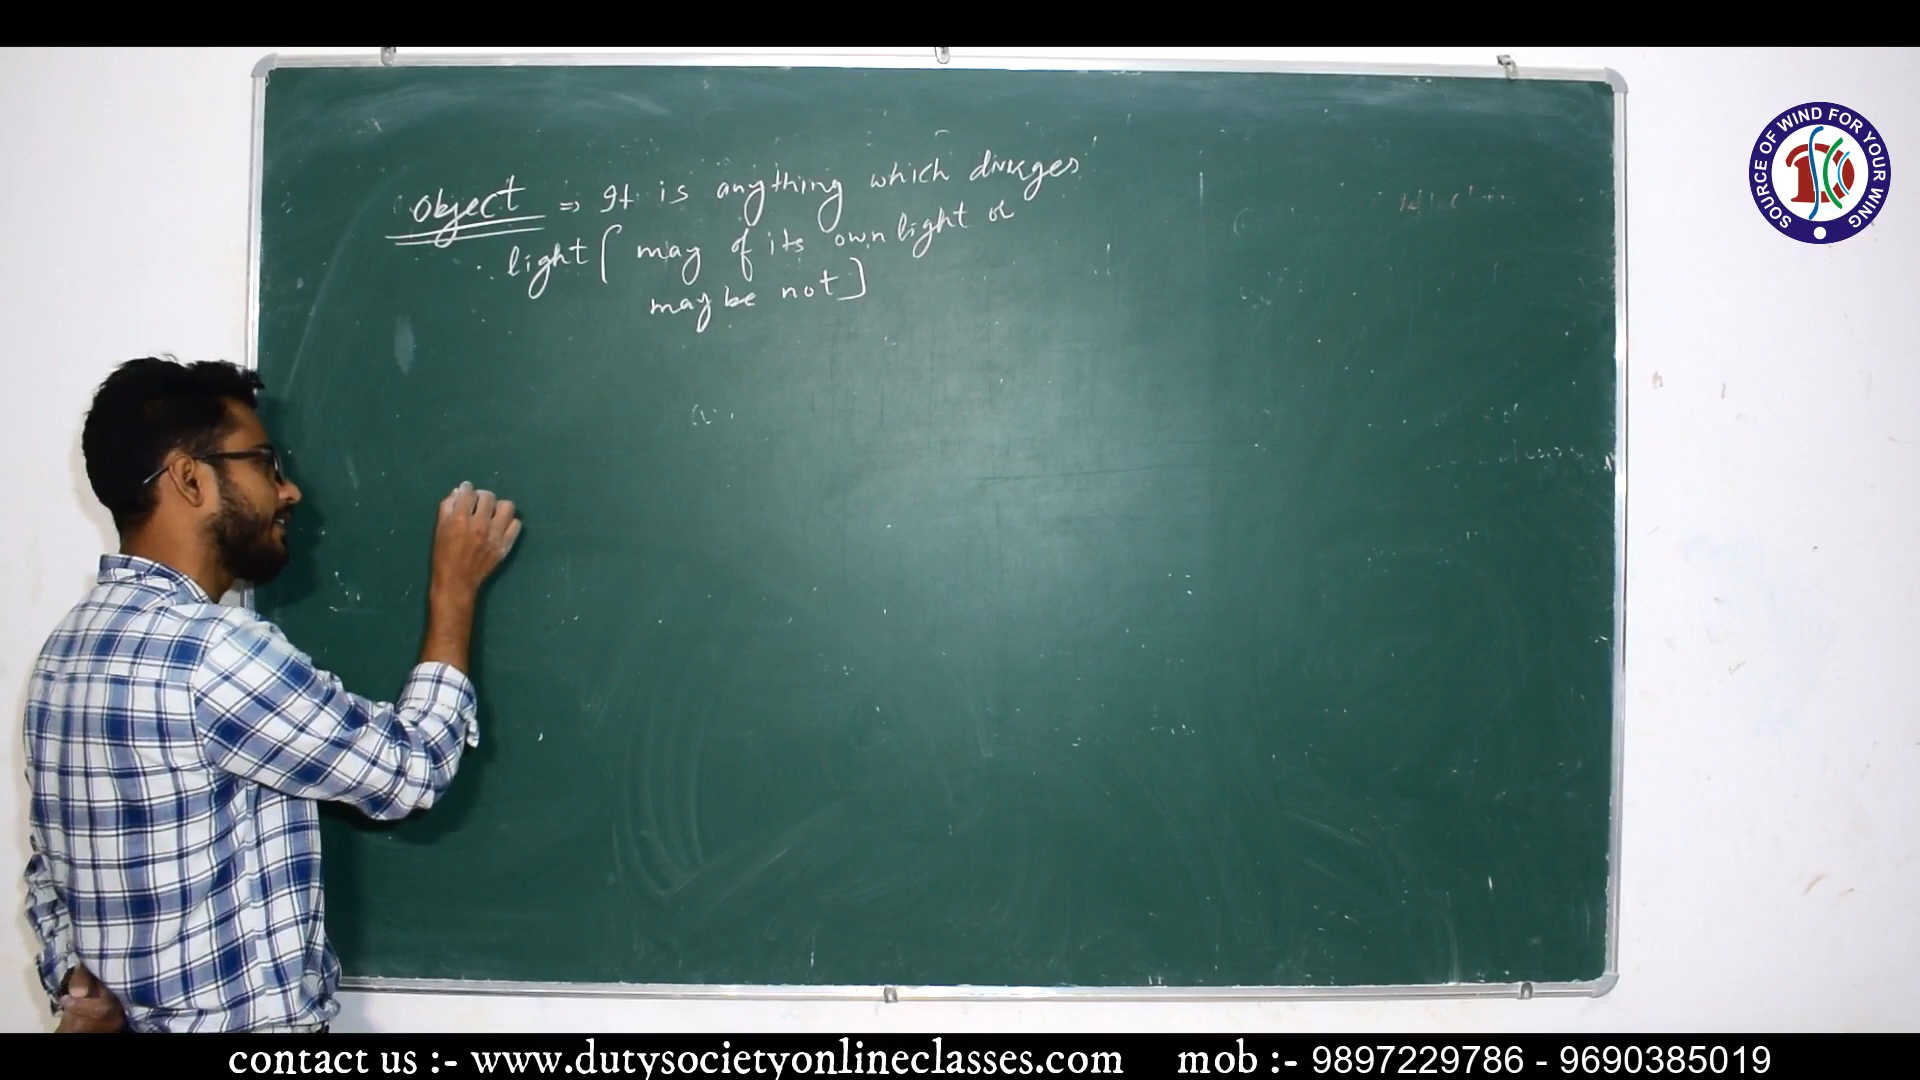 object ⇒ It is anything which diverges
light [ may of its own light or
may be not ]
SOURCE OF WIND FOR YOUR WING
contact us :- www.dutysocietyonlineclasses.com mob :- 9897229786 - 9690385019